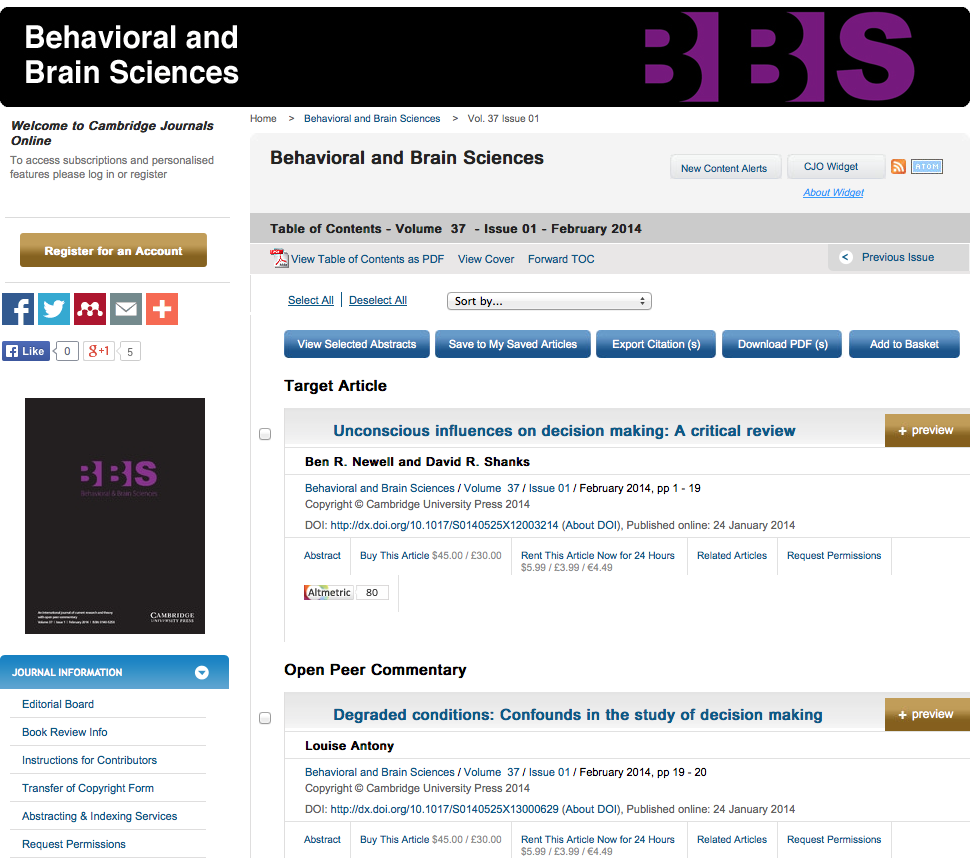 Behavioral and
Brain Sciences
BBS
Welcome to Cambridge Journals
Online
To access subscriptions and personalised
features please log in or register
Register for an Account
Like 0 g+1 5
BBS
Behavioral & Brain Sciences
An international journal of current research and theory
with open peer commentary
CAMBRIDGE
UNIVERSITY PRESS
JOURNAL INFORMATION
Editorial Board
Book Review Info
Instructions for Contributors
Transfer of Copyright Form
Abstracting & Indexing Services
Request Permissions
Home > Behavioral and Brain Sciences > Vol. 37 Issue 01
Behavioral and Brain Sciences
New Content Alerts
CJO Widget
ATOM
About Widget
Table of Contents - Volume 37 - Issue 01 - February 2014
View Table of Contents as PDF View Cover Forward TOC
< Previous Issue
Select All | Deselect All
Sort by...
View Selected Abstracts
Save to My Saved Articles
Export Citation (s)
Download PDF (s)
Add to Basket
Target Article
Unconscious influences on decision making: A critical review
+ preview
Ben R. Newell and David R. Shanks
Behavioral and Brain Sciences / Volume 37 / Issue 01 / February 2014, pp 1 - 19
Copyright © Cambridge University Press 2014
DOI: http://dx.doi.org/10.1017/S0140525X12003214 (About DOI), Published online: 24 January 2014
Abstract
Buy This Article $45.00 / £30.00
Rent This Article Now for 24 Hours
$5.99 / £3.99 / €4.49
Related Articles
Request Permissions
Altmetric 80
Open Peer Commentary
Degraded conditions: Confounds in the study of decision making
+ preview
Louise Antony
Behavioral and Brain Sciences / Volume 37 / Issue 01 / February 2014, pp 19 - 20
Copyright © Cambridge University Press 2014
DOI: http://dx.doi.org/10.1017/S0140525X13000629 (About DOI), Published online: 24 January 2014
Abstract
Buy This Article $45.00 / £30.00
Rent This Article Now for 24 Hours
$5.99 / £3.99 / €4.49
Related Articles
Request Permissions